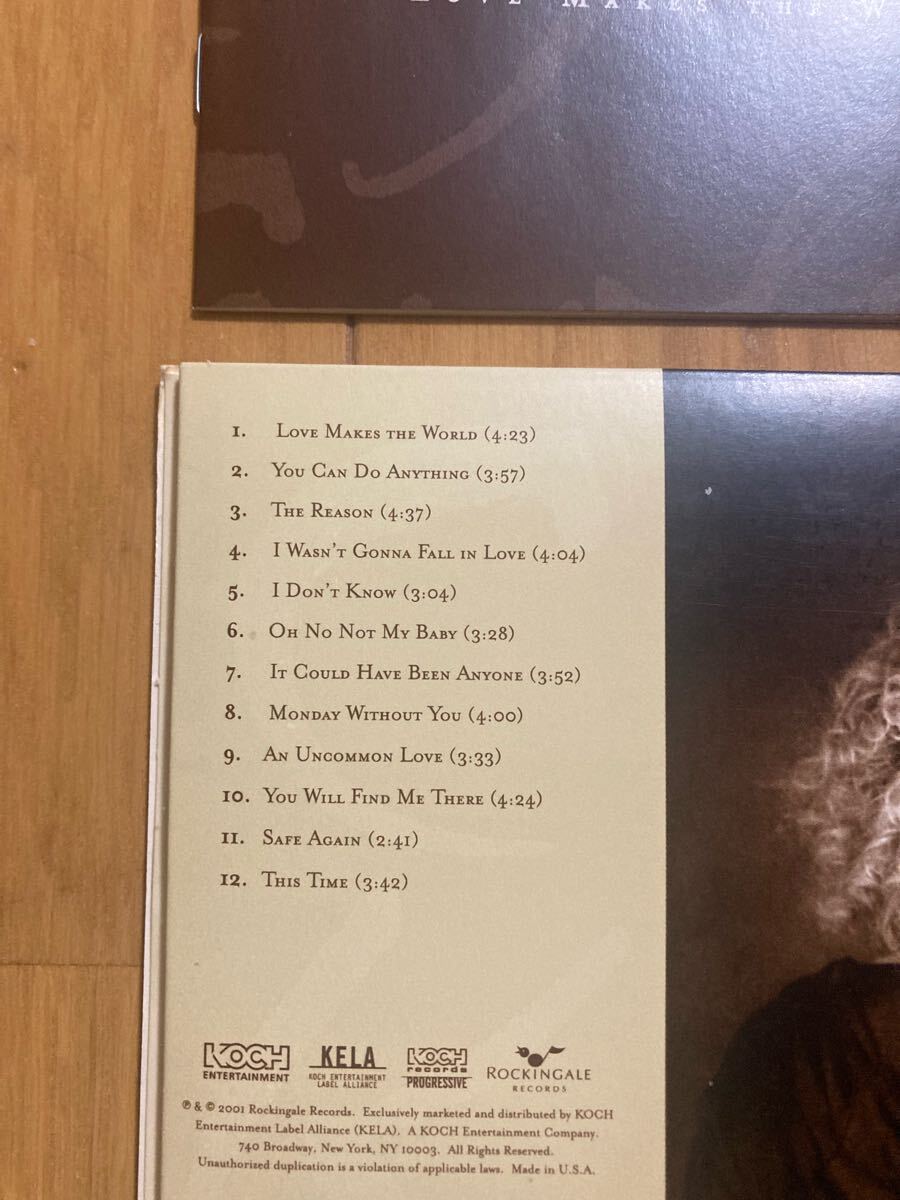 LOVE MAKES THE W
1. LOVE MAKES THE WORLD (4:23)
2. YOU CAN DO ANYTHING (3:57)
3. THE REASON (4:37)
4. I WASN'T GONNA FALL IN LOVE (4:04)
5. I DON'T KNOW (3:04)
6. OH NO NOT MY BABY (3:28)
7. IT COULD HAVE BEEN ANYONE (3:52)
8. MONDAY WITHOUT YOU (4:00)
9. AN UNCOMMON LOVE (3:33)
10. YOU WILL FIND ME THERE (4:24)
11. SAFE AGAIN (2:41)
12. THIS TIME (3:42)
KOCH ENTERTAINMENT
KELA KOCH ENTERTAINMENT LABEL ALLIANCE
KOCH records PROGRESSIVE
ROCKINGALE RECORDS
℗ & © 2001 Rockingale Records. Exclusively marketed and distributed by KOCH
Entertainment Label Alliance (KELA). A KOCH Entertainment Company.
740 Broadway, New York, NY 10003. All Rights Reserved.
Unauthorized duplication is a violation of applicable laws. Made in U.S.A.